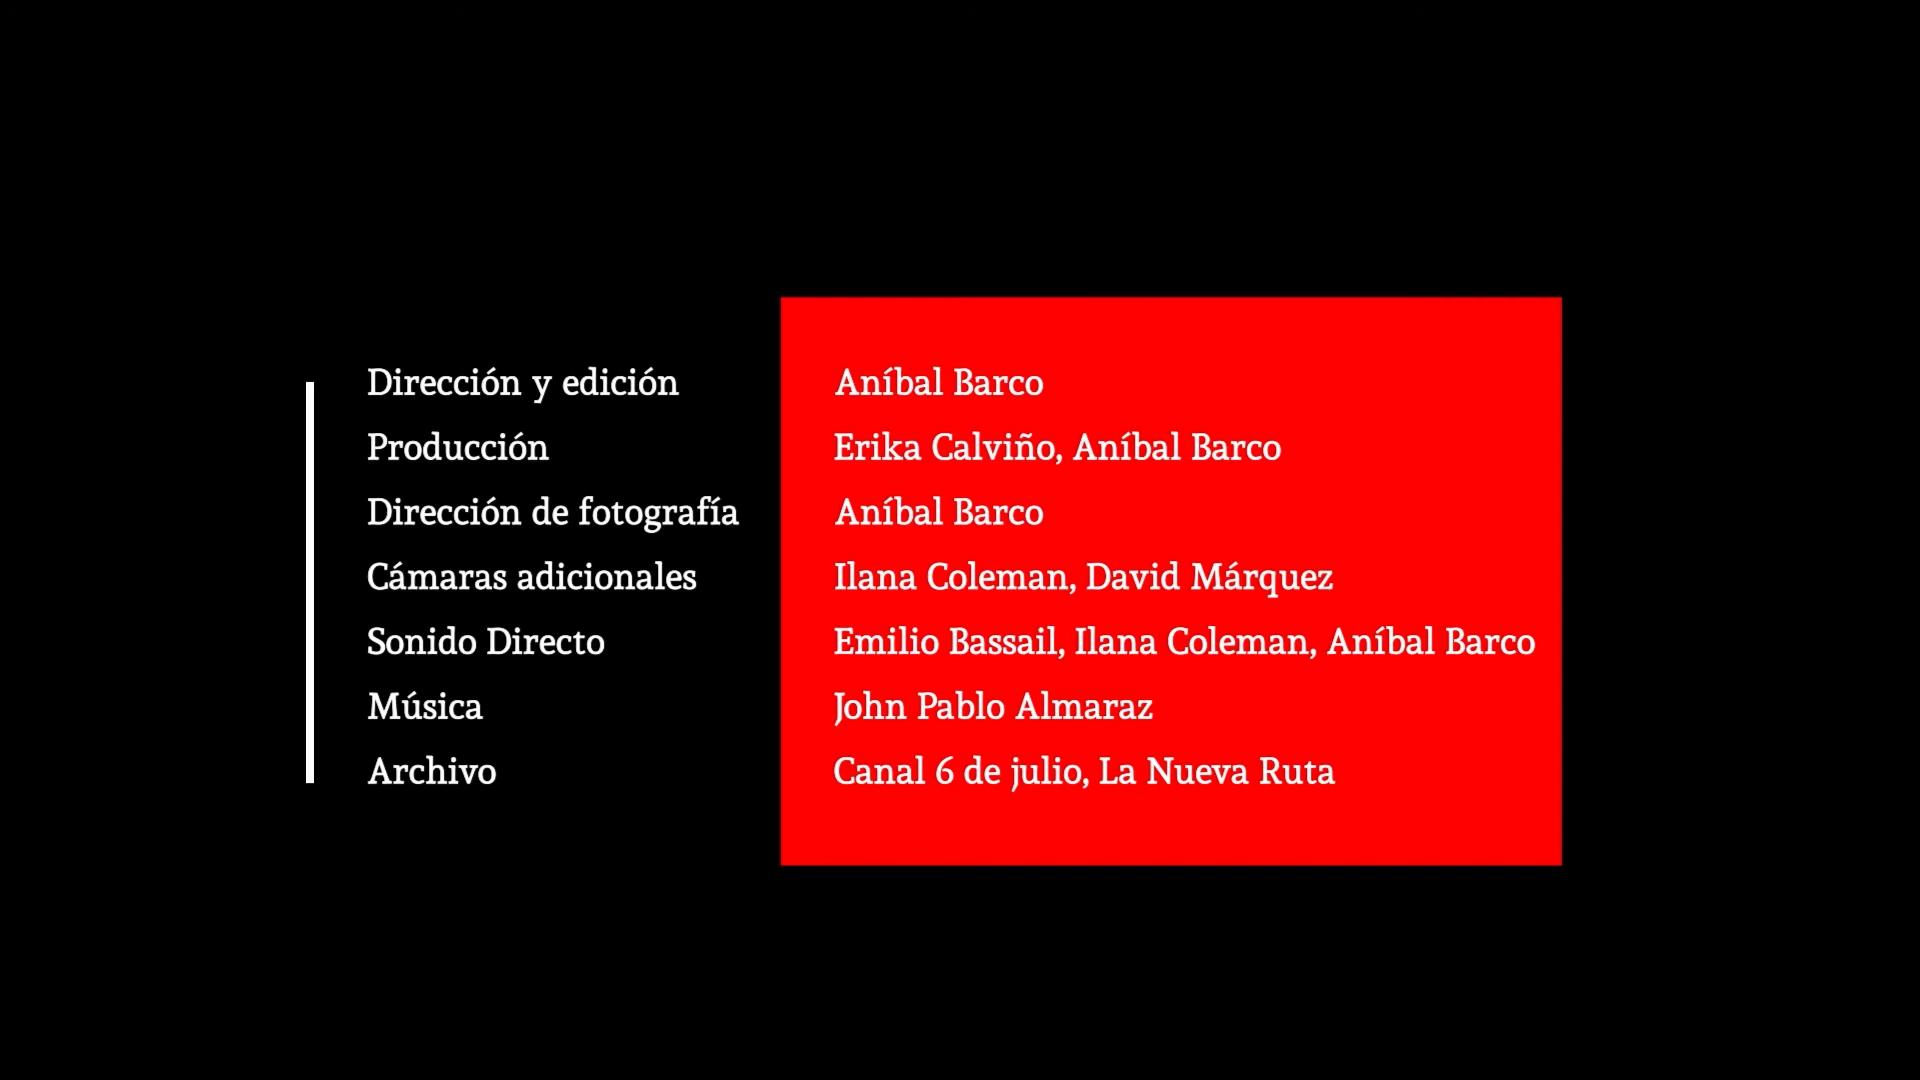 Dirección y edición Aníbal Barco
Producción Erika Calviño, Aníbal Barco
Dirección de fotografía Aníbal Barco
Cámaras adicionales Ilana Coleman, David Márquez
Sonido Directo Emilio Bassail, Ilana Coleman, Aníbal Barco
Música John Pablo Almaraz
Archivo Canal 6 de julio, La Nueva Ruta